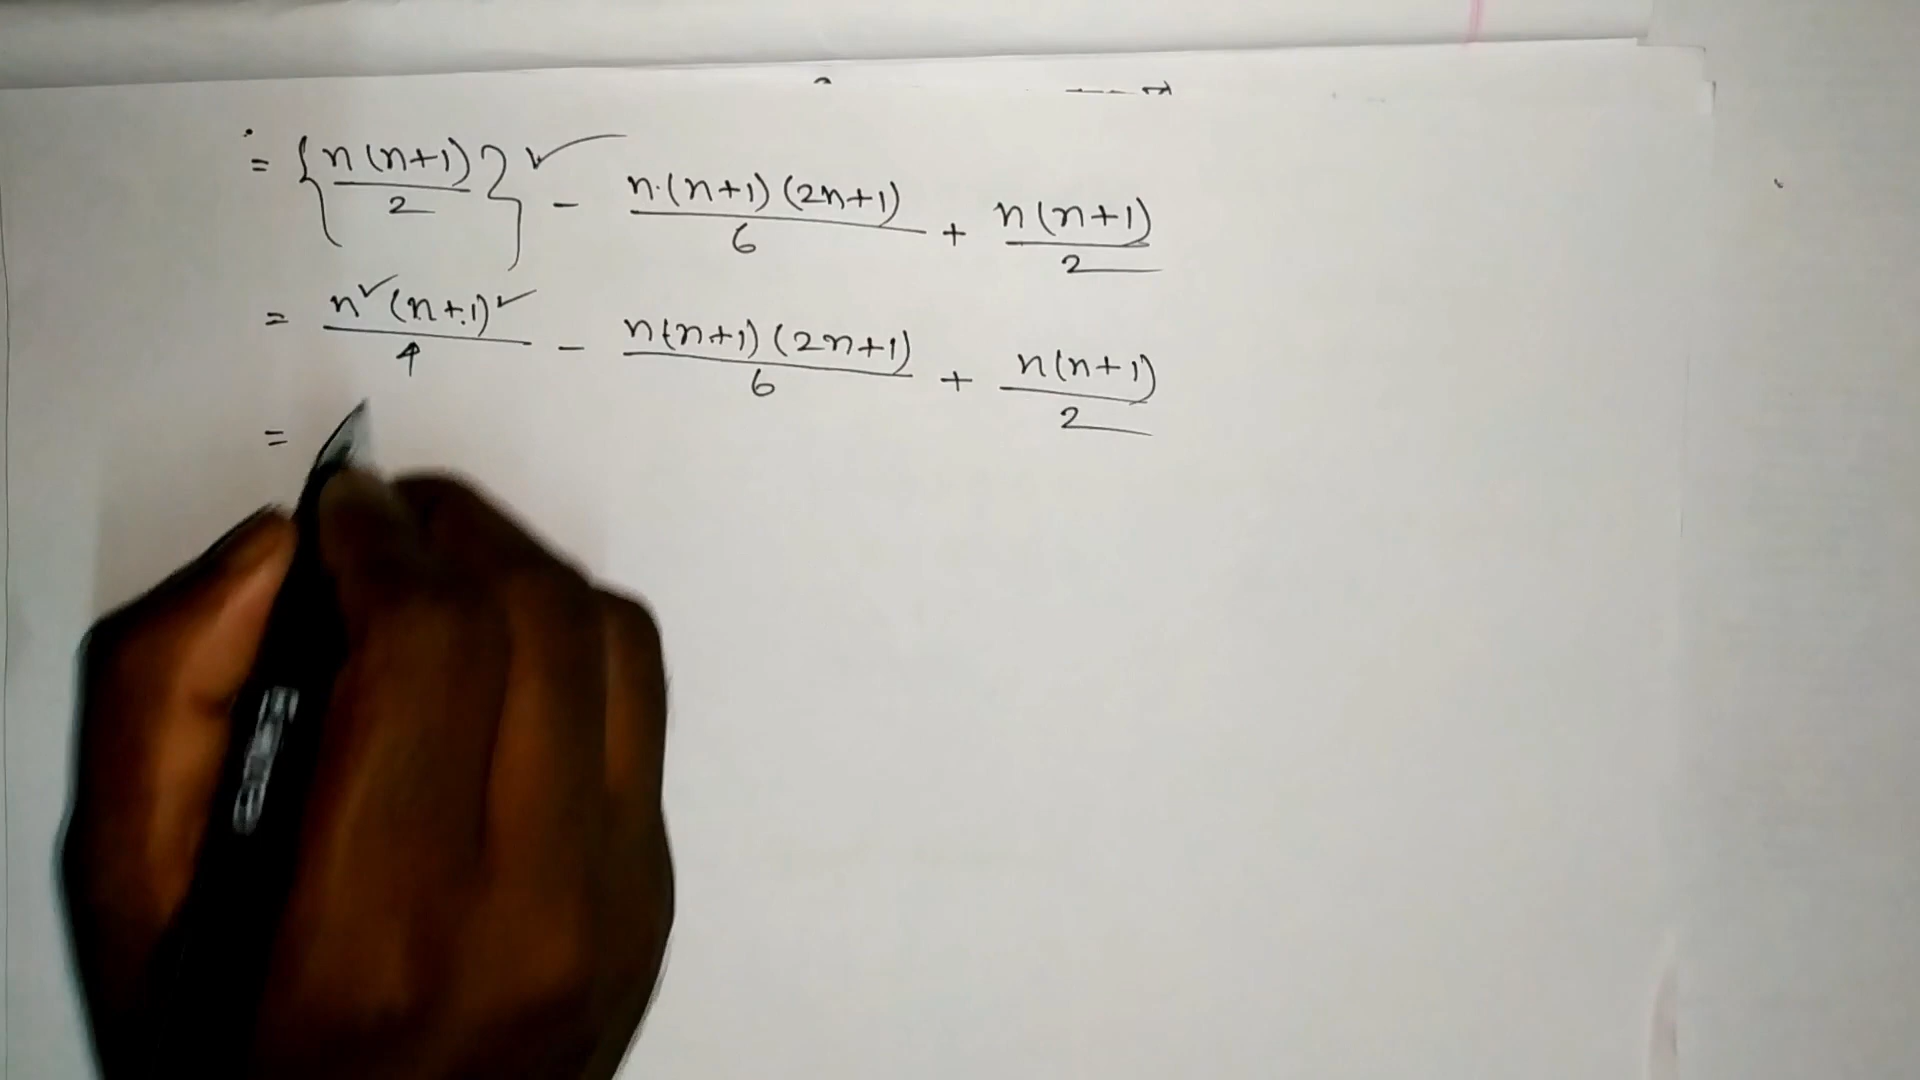 = {n(n+1)/2}² - n·(n+1)(2n+1)/6 + n(n+1)/2
= n²(n+1)²/4 - n(n+1)(2n+1)/6 + n(n+1)/2
=